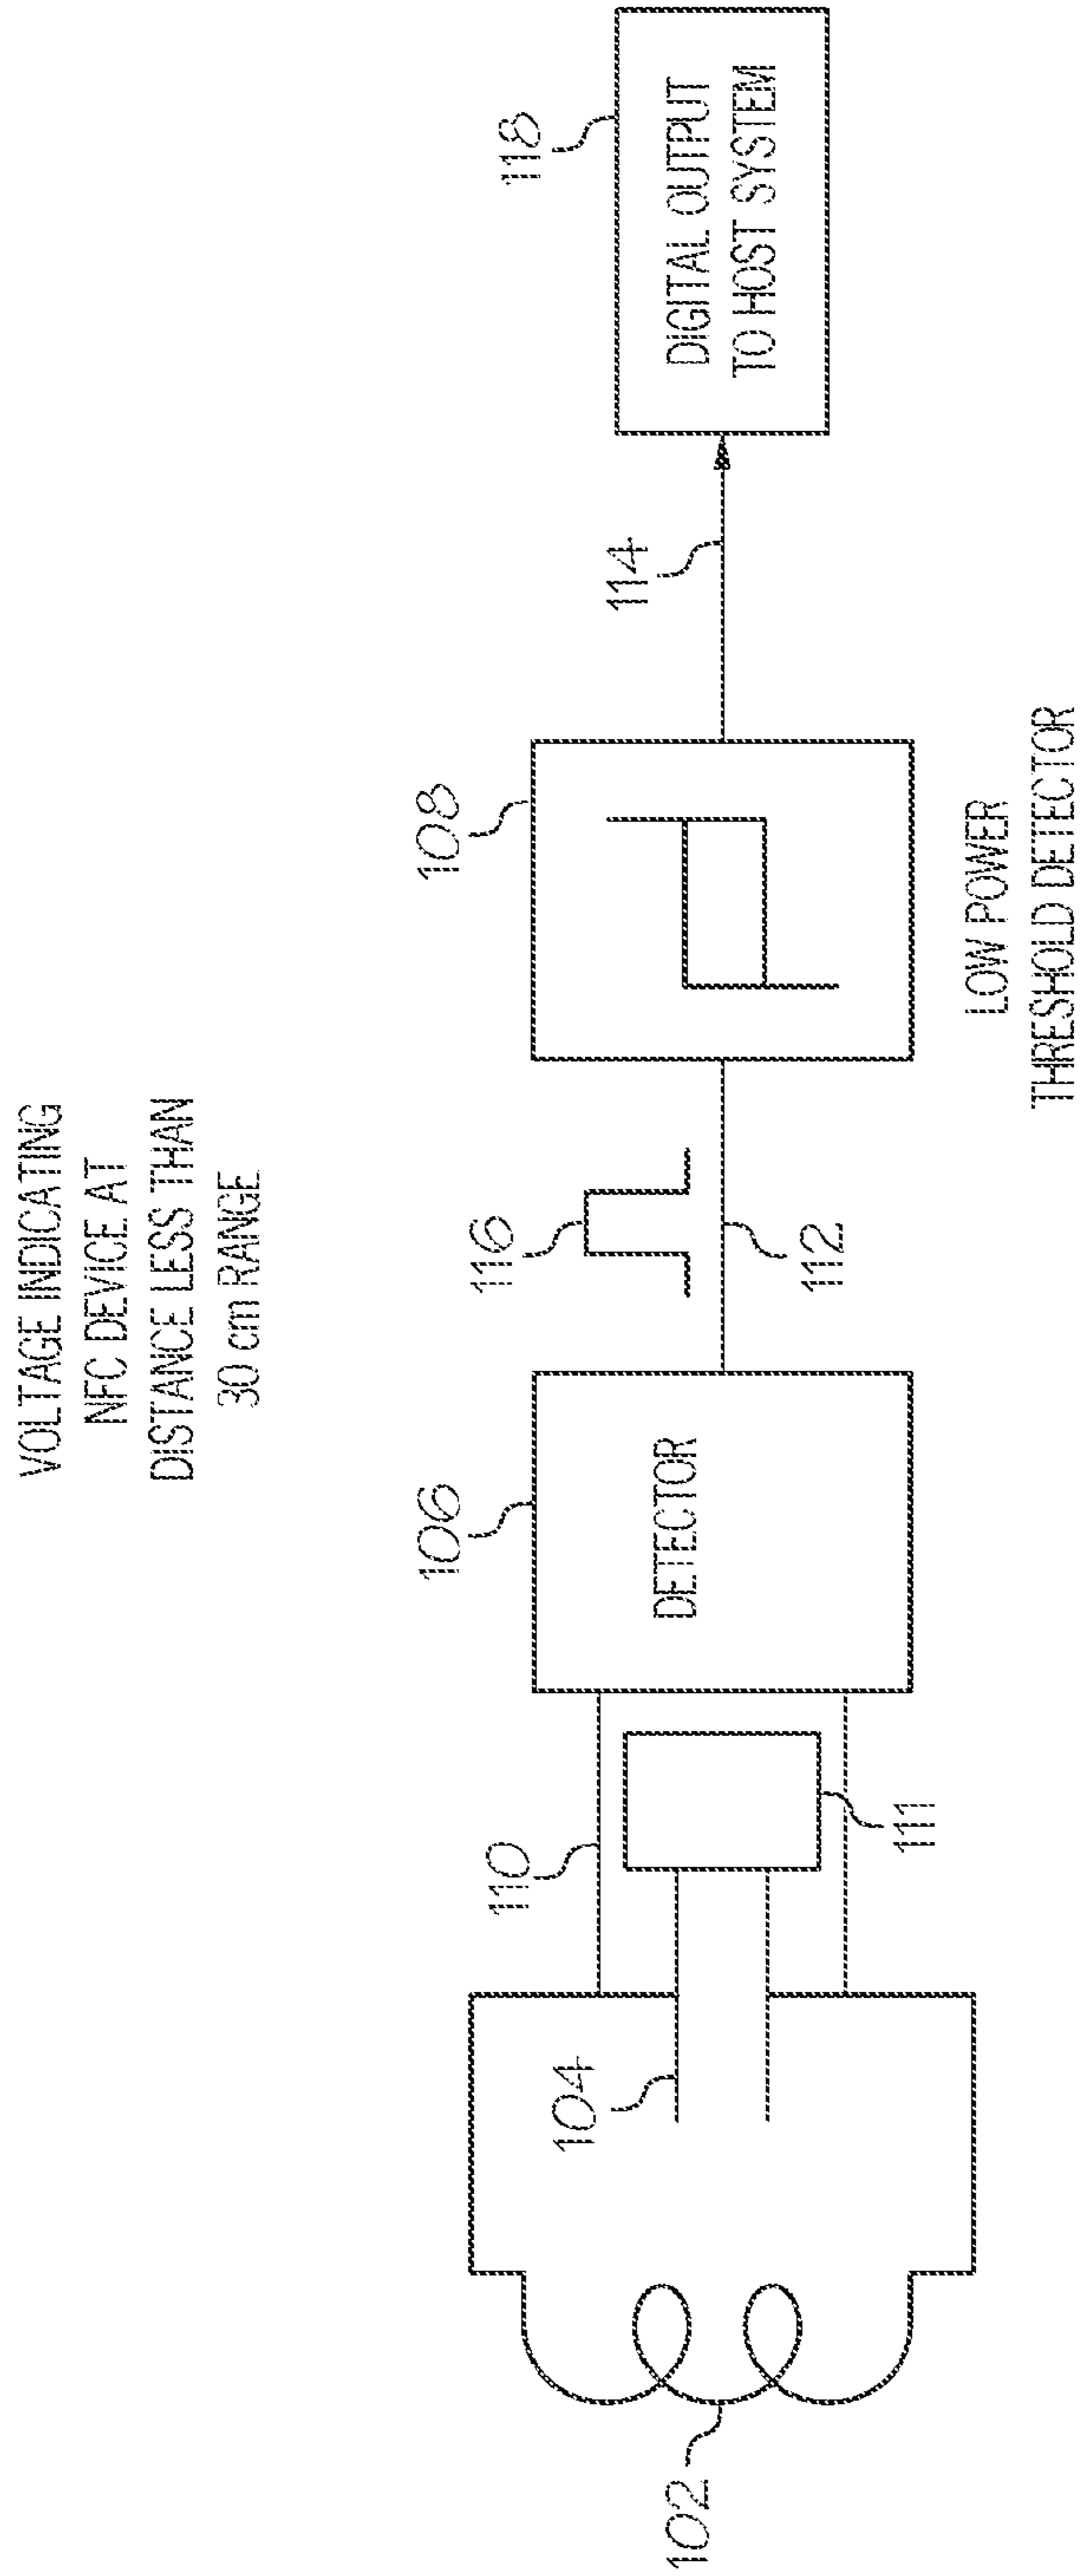 VOLTAGE INDICATING
NFC DEVICE AT
DISTANCE LESS THAN
30 cm RANGE
102
104
110
111
106
DETECTOR
116
112
108
LOW POWER
THRESHOLD DETECTOR
114
118
DIGITAL OUTPUT
TO HOST SYSTEM